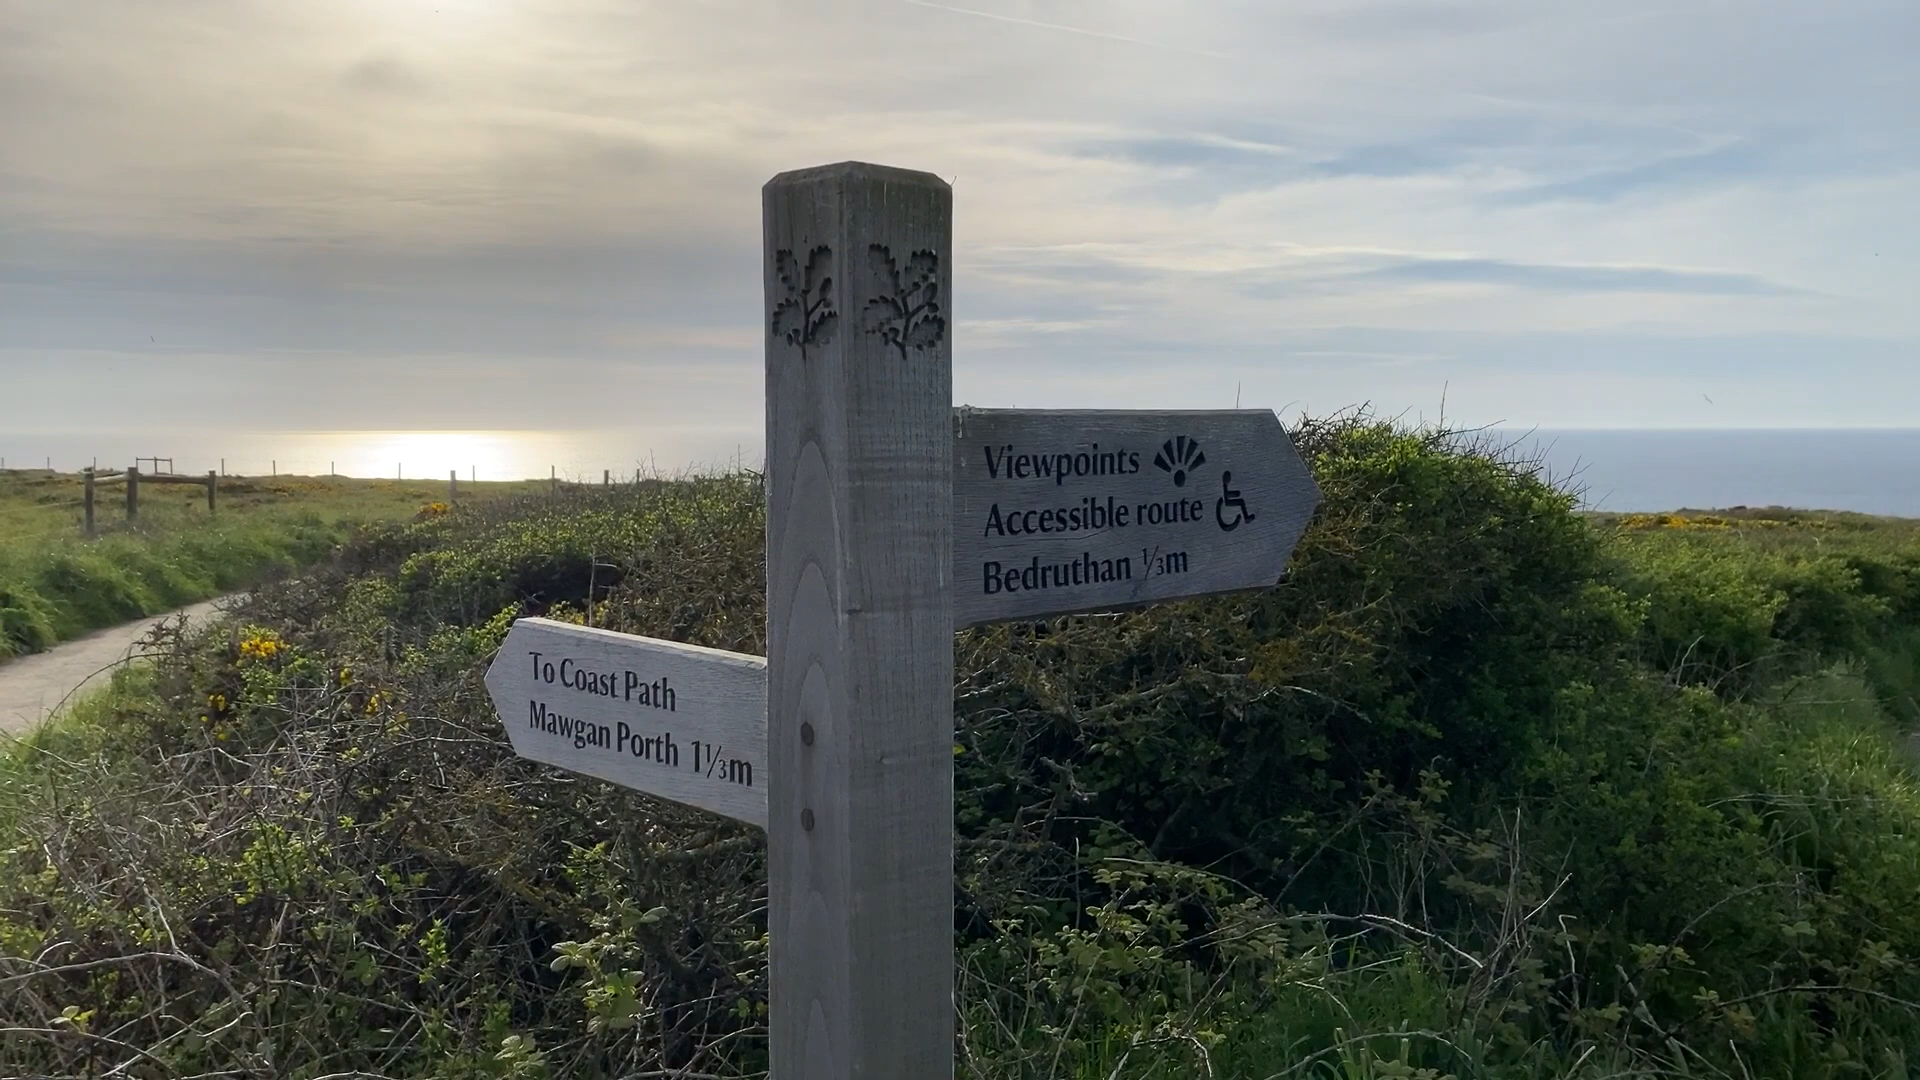 Viewpoints
Accessible route
Bedruthan ⅓m
To Coast Path
Mawgan Porth 1⅓m